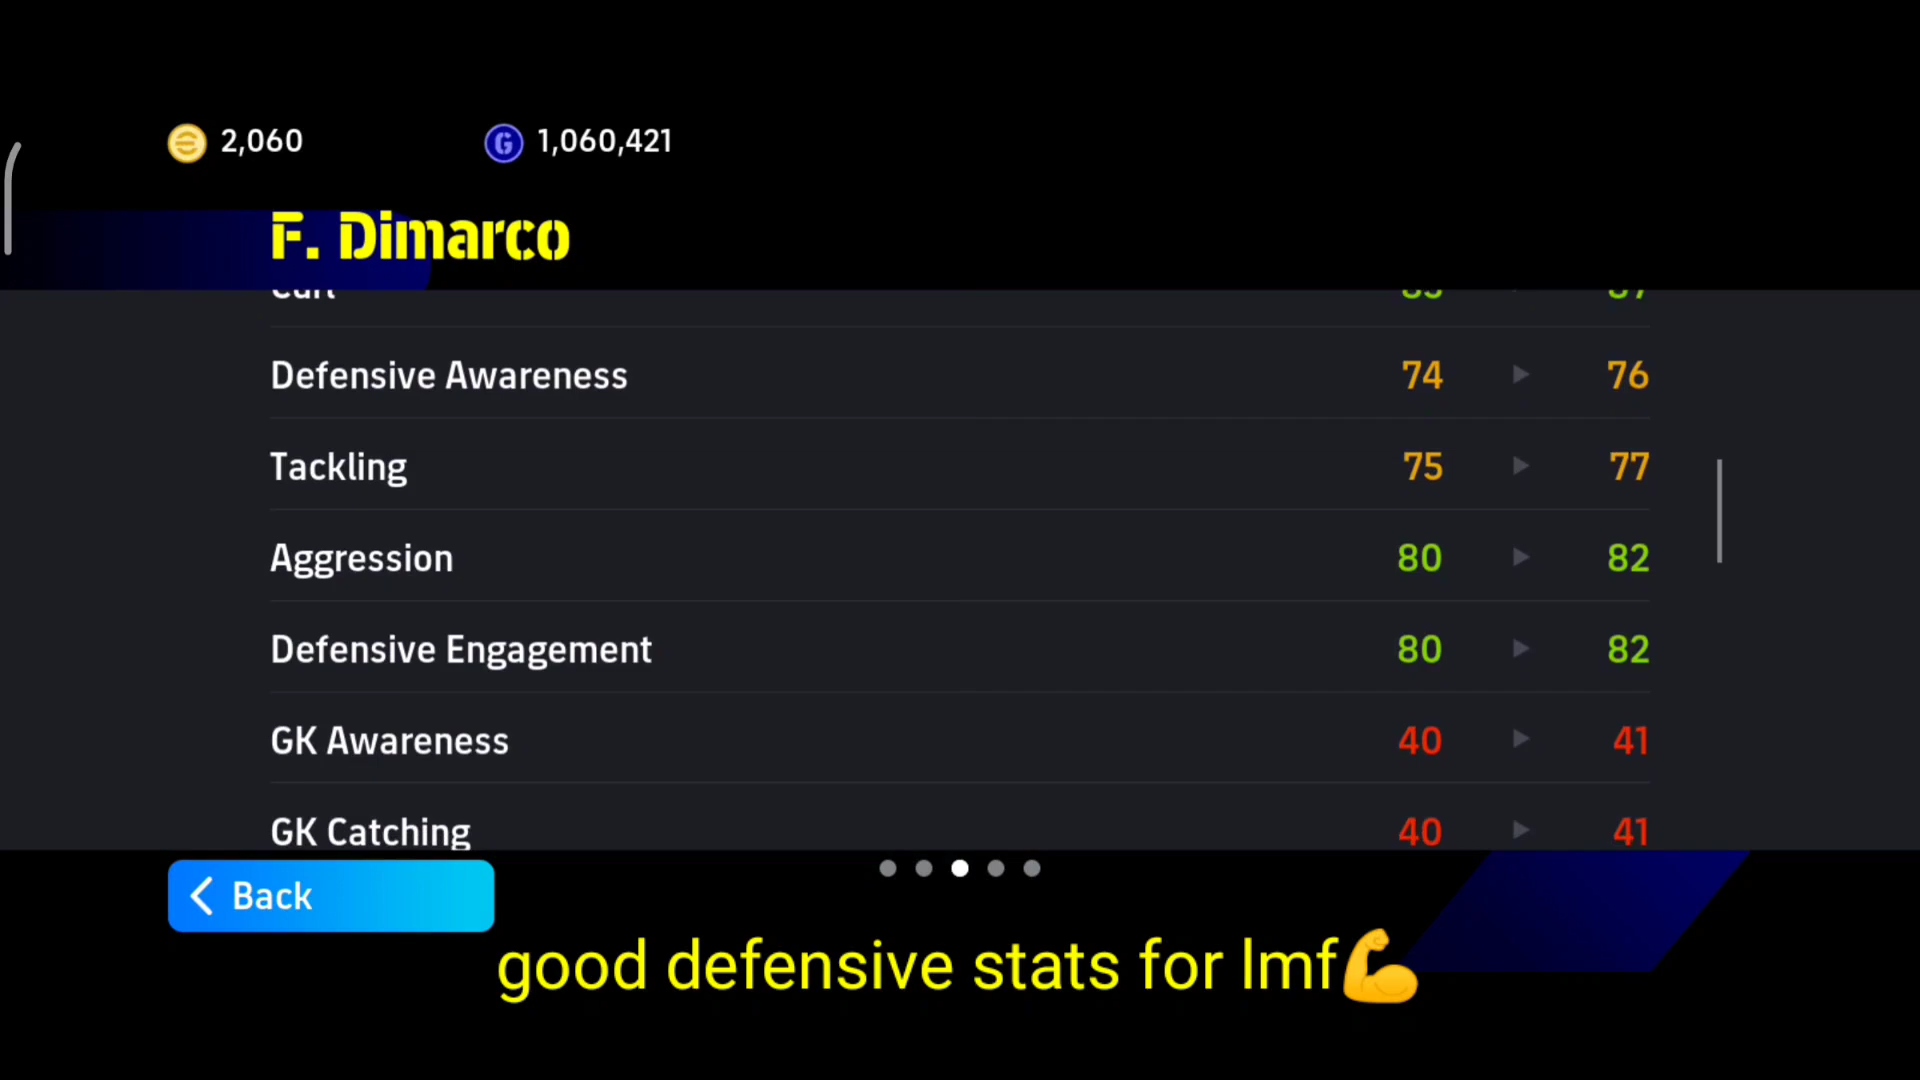 2,060 1,060,421
F. Dimarco
Curl
Defensive Awareness 74 76
Tackling 75 77
Aggression 80 82
Defensive Engagement 80 82
GK Awareness 40 41
GK Catching 40 41
Back
good defensive stats for lmf💪